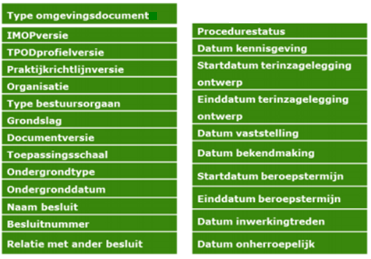 Type omgevingsdocument
IMOPversie
TPODprofielversie
Praktijkrichtlijnversie
Organisatie
Type bestuursorgaan
Grondslag
Documentversie
Toepassingsschaal
Ondergrondtype
Ondergronddatum
Naam besluit
Besluitnummer
Relatie met ander besluit
Procedurestatus
Datum kennisgeving
Startdatum terinzagelegging
ontwerp
Einddatum terinzagelegging
ontwerp
Datum vaststelling
Datum bekendmaking
Startdatum beroepstermijn
Einddatum beroepstermijn
Datum inwerkingtreden
Datum onherroepelijk